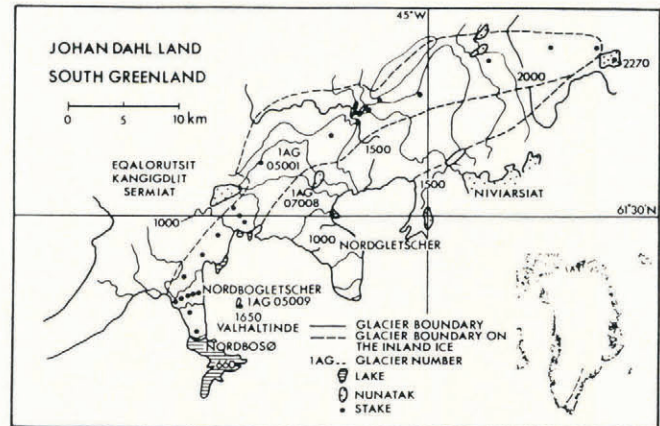 JOHAN DAHL LAND
SOUTH GREENLAND
0 5 10 km
45°W
2270
2000
1500
1AG
05001
EQALORUTSIT
KANGIGDLIT
SERMIAT
1AG
07008
1500
NIVIARSIAT
61°30N
1000
1000
NORDGLETSCHER
NORDBOGLETSCHER
1AG 05009
1650
VALHALTINDE
NORDBOSØ
GLACIER BOUNDARY
GLACIER BOUNDARY ON
THE INLAND ICE
1AG.. GLACIER NUMBER
LAKE
NUNATAK
STAKE